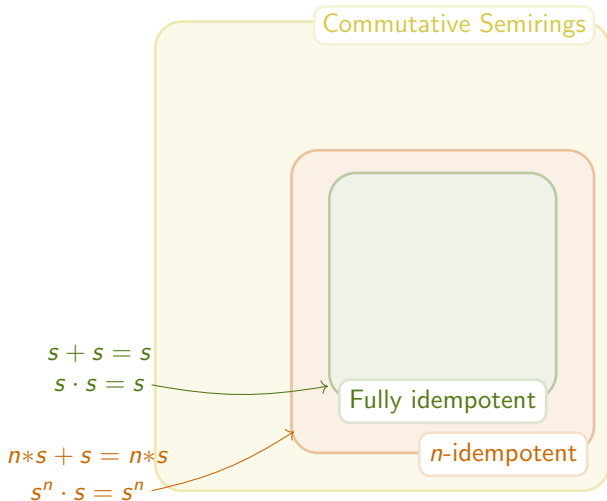 Commutative Semirings
s + s = s
s · s = s
Fully idempotent
n*s + s = n*s
n-idempotent
sⁿ · s = sⁿ